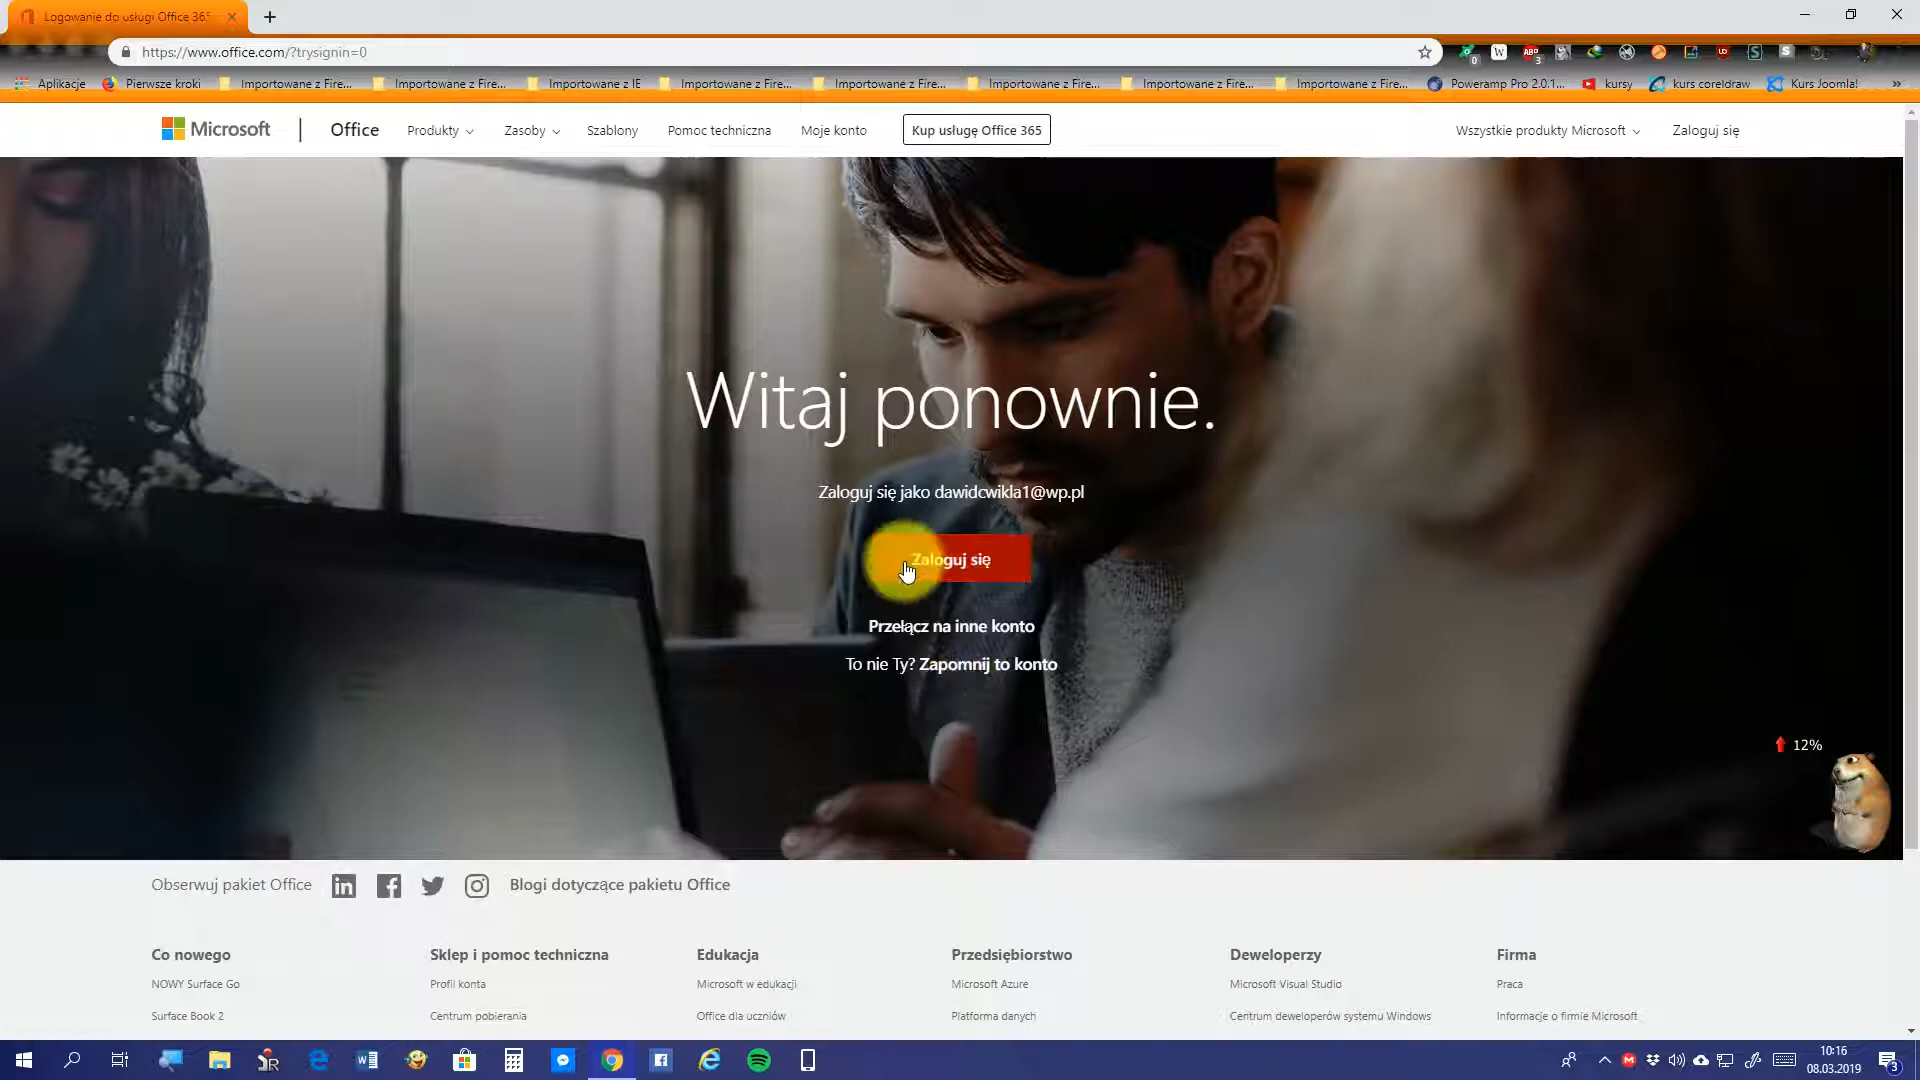 Logowanie do usługi Office 365
https://www.office.com/?trysignin=0
Aplikacje Pierwsze kroki Importowane z Fire... Importowane z Fire... Importowane z IE Importowane z Fire... Importowane z Fire... Importowane z Fire... Importowane z Fire... Importowane z Fire... Poweramp Pro 2.0.1... kursy kurs coreldraw Kurs Joomla! »
Microsoft | Office Produkty Zasoby Szablony Pomoc techniczna Moje konto Kup usługę Office 365 Wszystkie produkty Microsoft Zaloguj się
Witaj ponownie.
Zaloguj się jako dawidcwikla1@wp.pl
Zaloguj się
Przełącz na inne konto
To nie Ty? Zapomnij to konto
12%
Obserwuj pakiet Office Blogi dotyczące pakietu Office
Co nowego Sklep i pomoc techniczna Edukacja Przedsiębiorstwo Deweloperzy Firma
NOWY Surface Go Profil konta Microsoft w edukacji Microsoft Azure Microsoft Visual Studio Praca
Surface Book 2 Centrum pobierania Office dla uczniów Platforma danych Centrum deweloperów systemu Windows Informacje o firmie Microsoft
10:16
08.03.2019
3